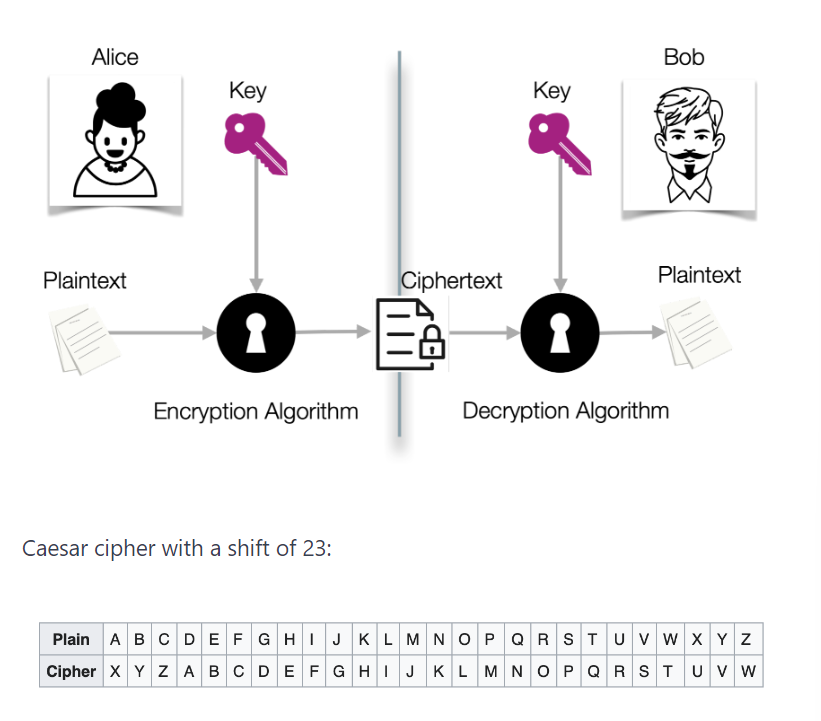 Alice
Bob
Key
Key
Plaintext
Ciphertext
Plaintext
Encryption Algorithm
Decryption Algorithm
Caesar cipher with a shift of 23:
Plain A B C D E F G H I J K L M N O P Q R S T U V W X Y Z
Cipher X Y Z A B C D E F G H I J K L M N O P Q R S T U V W